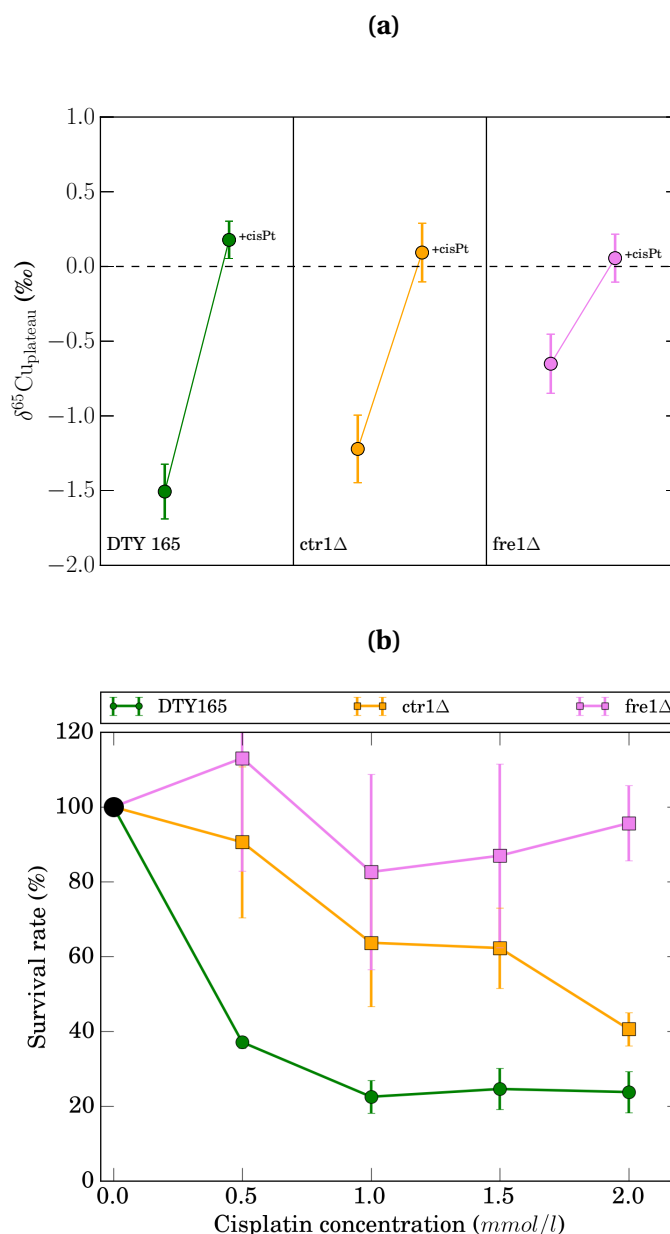 (a)
1.0
0.5
0.0
−0.5
−1.0
−1.5
−2.0
δ⁶⁵Cu_plateau (‰)
+cisPt
+cisPt
+cisPt
DTY 165
ctr1Δ
fre1Δ
(b)
DTY165
ctr1Δ
fre1Δ
120
100
80
60
40
20
0
Survival rate (%)
0.0
0.5
1.0
1.5
2.0
Cisplatin concentration (mmol/l)